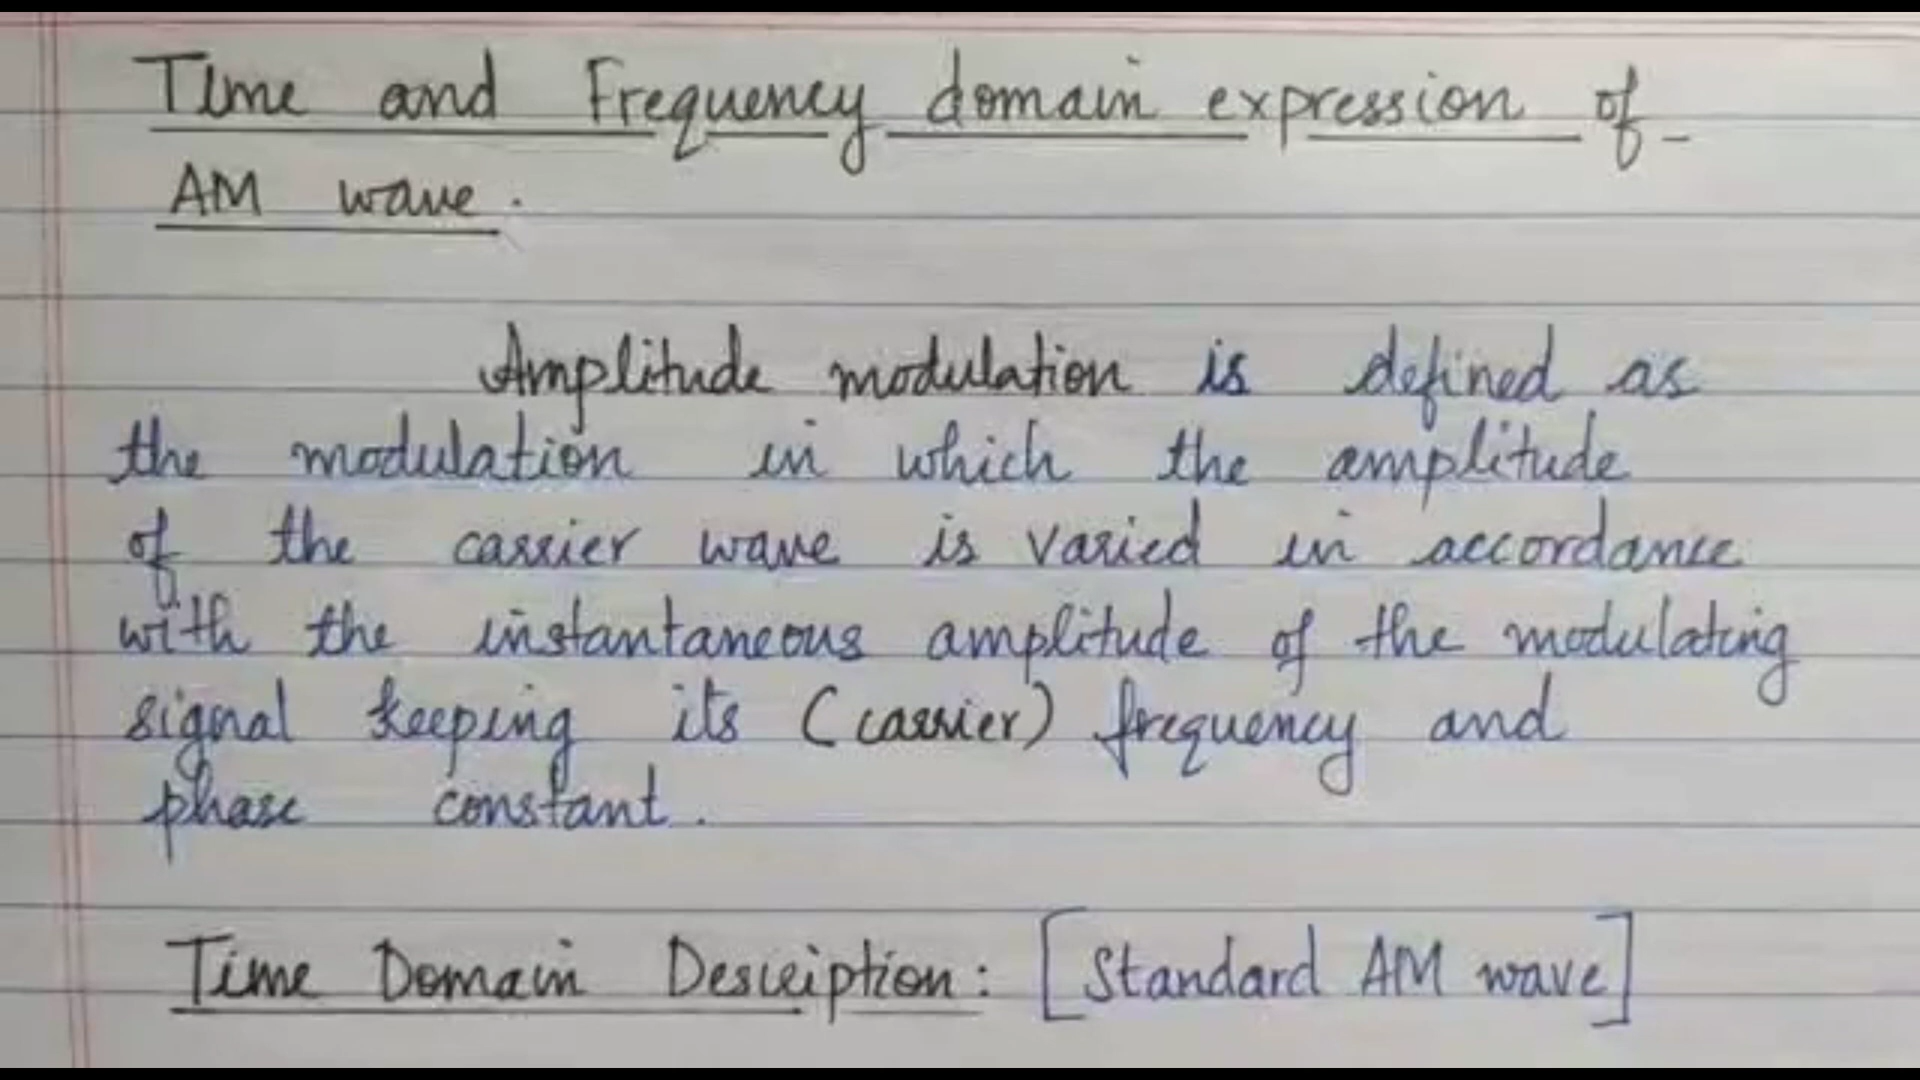 Time and Frequency domain expression of
AM wave.
Amplitude modulation is defined as
the modulation in which the amplitude
of the carrier wave is varied in accordance
with the instantaneous amplitude of the modulating
signal keeping its (carrier) frequency and
phase constant.
Time Domain Description: [Standard AM wave]